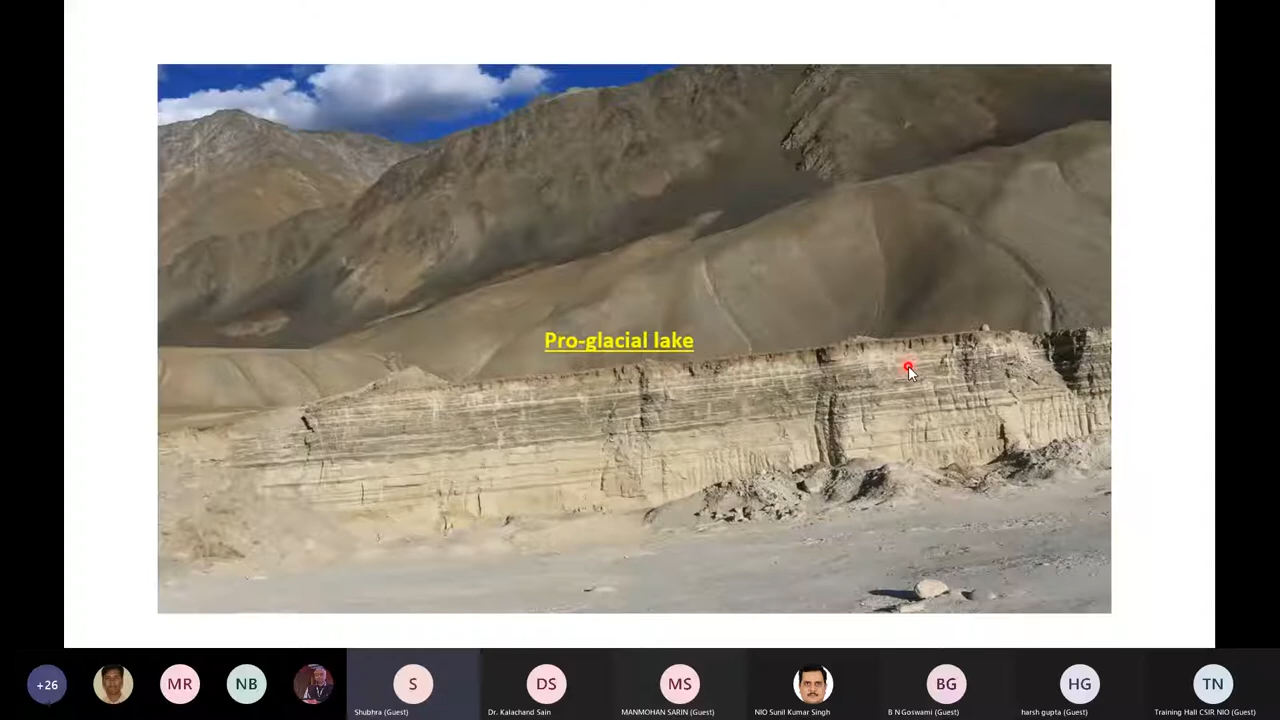 Pro-glacial lake
+26
MR
NB
S
DS
MS
BG
HG
TN
Shubhra (Guest)
Dr. Kalachand Sain
MANMOHAN SARIN (Guest)
NIO Sunil Kumar Singh
B N Goswami (Guest)
harsh gupta (Guest)
Training Hall CSIR NIO (Guest)